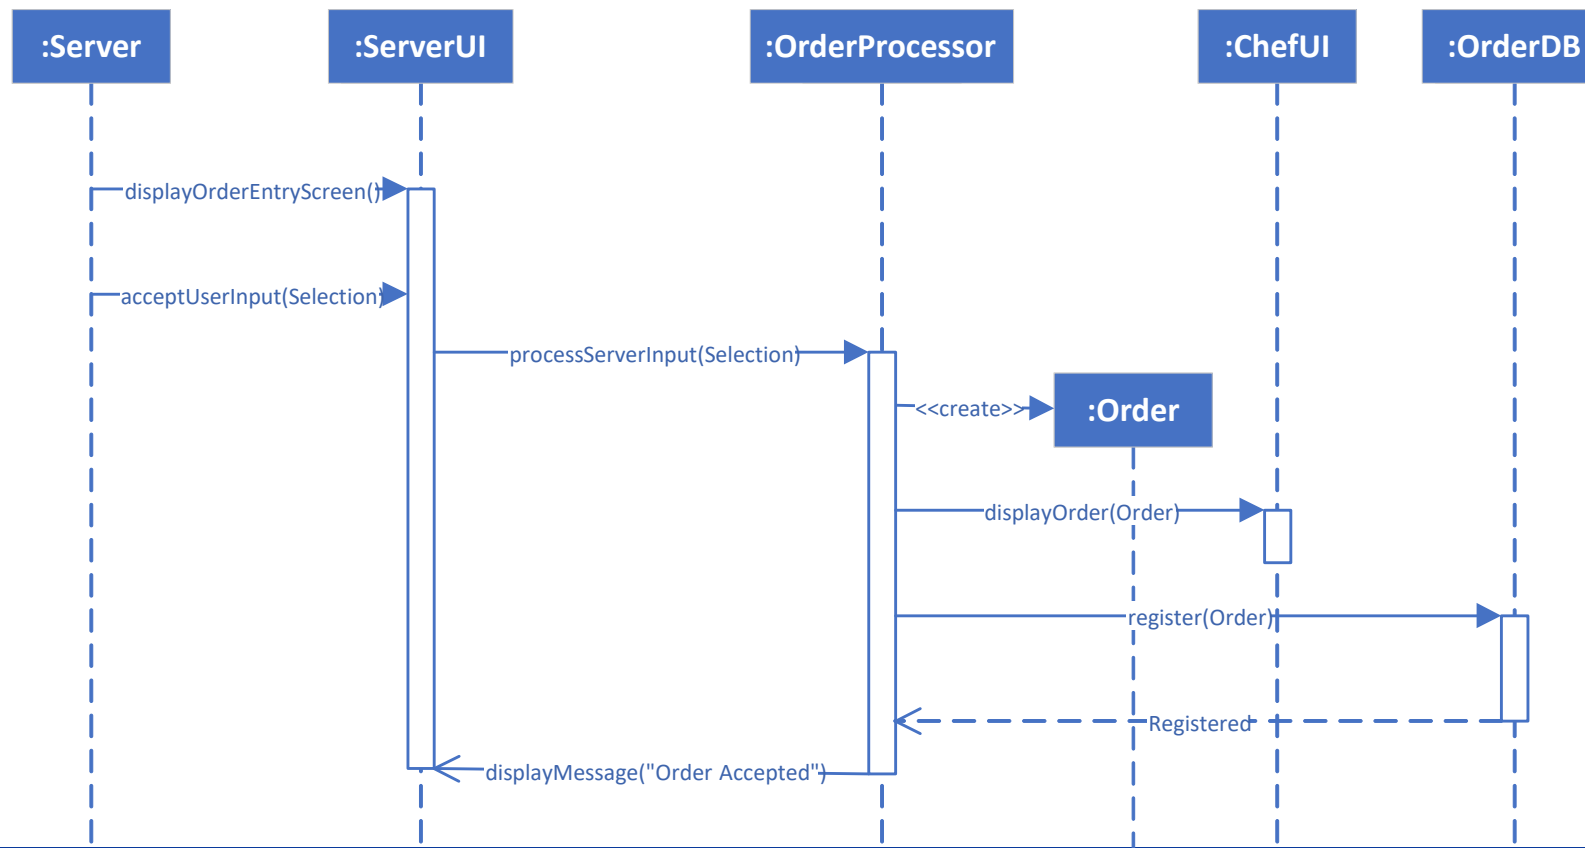 :Server
:ServerUI
:OrderProcessor
:ChefUI
:OrderDB
displayOrderEntryScreen()
acceptUserInput(Selection)
processServerInput(Selection)
<<create>>
:Order
displayOrder(Order)
register(Order)
Registered
displayMessage("Order Accepted")